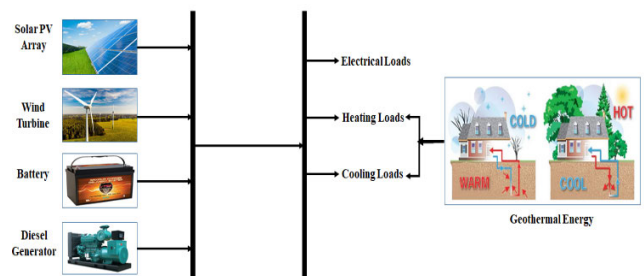 Solar PV
Array
Wind
Turbine
Battery
Diesel
Generator
Electrical Loads
Heating Loads
Cooling Loads
COLD
WARM
HOT
COOL
Geothermal Energy